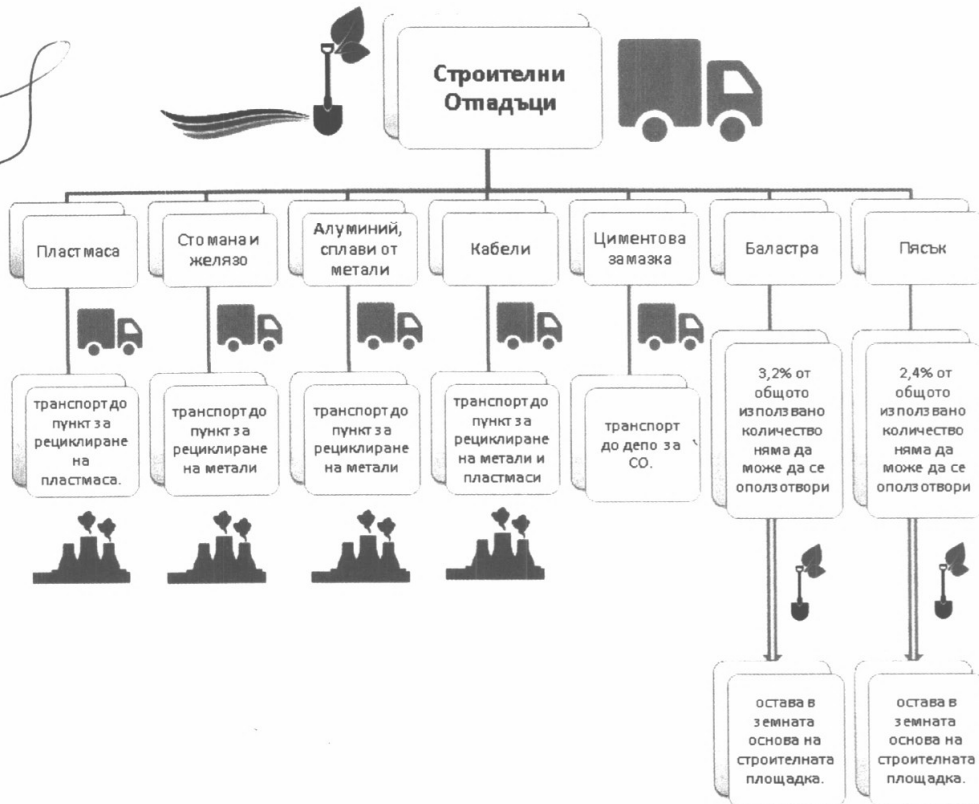 Строителни
Отпадъци
Пластмаса
Стомана и
желязо
Алуминий,
сплави от
метали
Кабели
Циментова
замазка
Баластра
Пясък
транспорт до
пункт за
рециклиране
на
пластмаса.
транспорт до
пункт за
рециклиране
на метали
транспорт до
пункт за
рециклиране
на метали
транспорт до
пункт за
рециклиране
на метали и
пластмаси
транспорт
до депо за
СО.
3,2% от
общото
използвано
количество
няма да
може да се
оползотвори
2,4% от
общото
използвано
количество
няма да
може да се
оползотвори
остава в
земната
основа на
строителната
площадка.
остава в
земната
основа на
строителната
площадка.